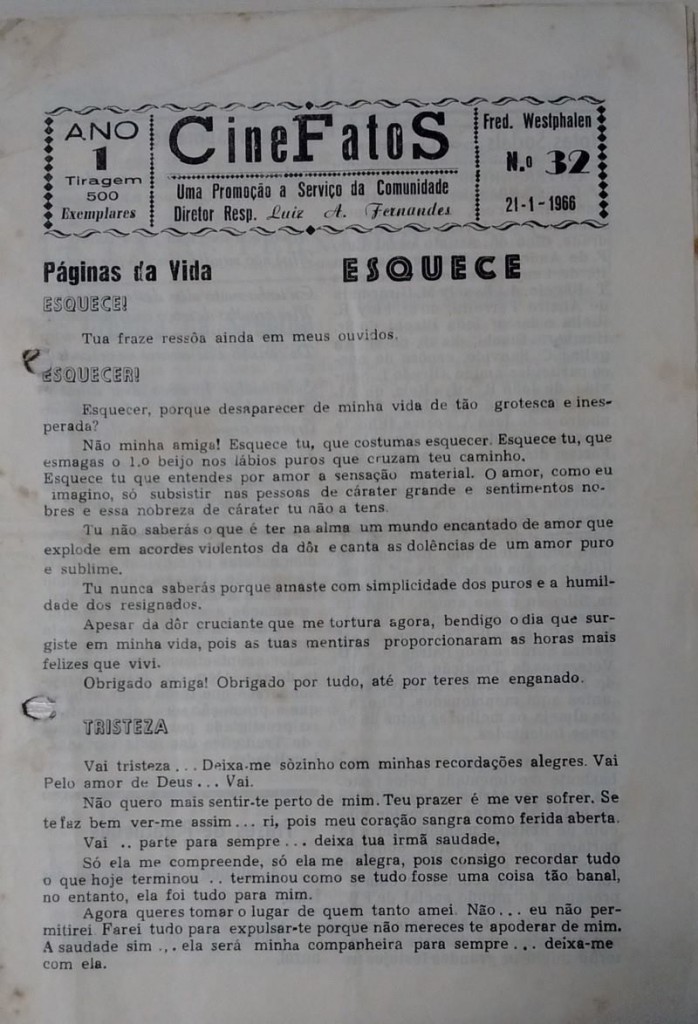 ANO
1
Tiragem
500
Exemplares
CineFatoS
Uma Promoção a Serviço da Comunidade
Diretor Resp. Luiz A. Fernandes
Fred. Westphalen
N.º 32
21-1-1966
Páginas da Vida
ESQUECE
ESQUECE!
Tua fraze ressôa ainda em meus ouvidos.
ESQUECER!
Esquecer, porque desaparecer de minha vida de tão grotesca e ines-
perada?
Não minha amiga! Esquece tu, que costumas esquecer. Esquece tu, que
esmagas o 1.o beijo nos lábios puros que cruzam teu caminho.
Esquece tu que entendes por amor a sensação material. O amor, como eu
imagino, só subsistir nas pessoas de cárater grande e sentimentos no-
bres e essa nobreza de cárater tu não a tens.
Tu não saberás o que é ter na alma um mundo encantado de amor que
explode em acordes violentos da dôr e canta as dolências de um amor puro
e sublime.
Tu nunca saberás porque amaste com simplicidade dos puros e a humil-
dade dos resignados.
Apesar da dôr cruciante que me tortura agora, bendigo o dia que sur-
giste em minha vida, pois as tuas mentiras proporcionaram as horas mais
felizes que vivi.
Obrigado amiga! Obrigado por tudo, até por teres me enganado.
TRISTEZA
Vai tristeza . . . Deixa-me sòzinho com minhas recordações alegres. Vai
Pelo amor de Deus . . . Vai.
Não quero mais sentir-te perto de mim. Teu prazer é me ver sofrer. Se
te faz bem ver-me assim . . . ri, pois meu coração sangra como ferida aberta.
Vai .. parte para sempre . . . deixa tua irmã saudade,
Só ela me compreende, só ela me alegra, pois consigo recordar tudo
o que hoje terminou . . terminou como se tudo fosse uma coisa tão banal,
no entanto, ela foi tudo para mim.
Agora queres tomar o lugar de quem tanto amei. Não . . . eu não per-
mitirei. Farei tudo para expulsar-te porque não mereces te apoderar de mim.
A saudade sim . , . ela será minha companheira para sempre . . . deixa-me
com ela.